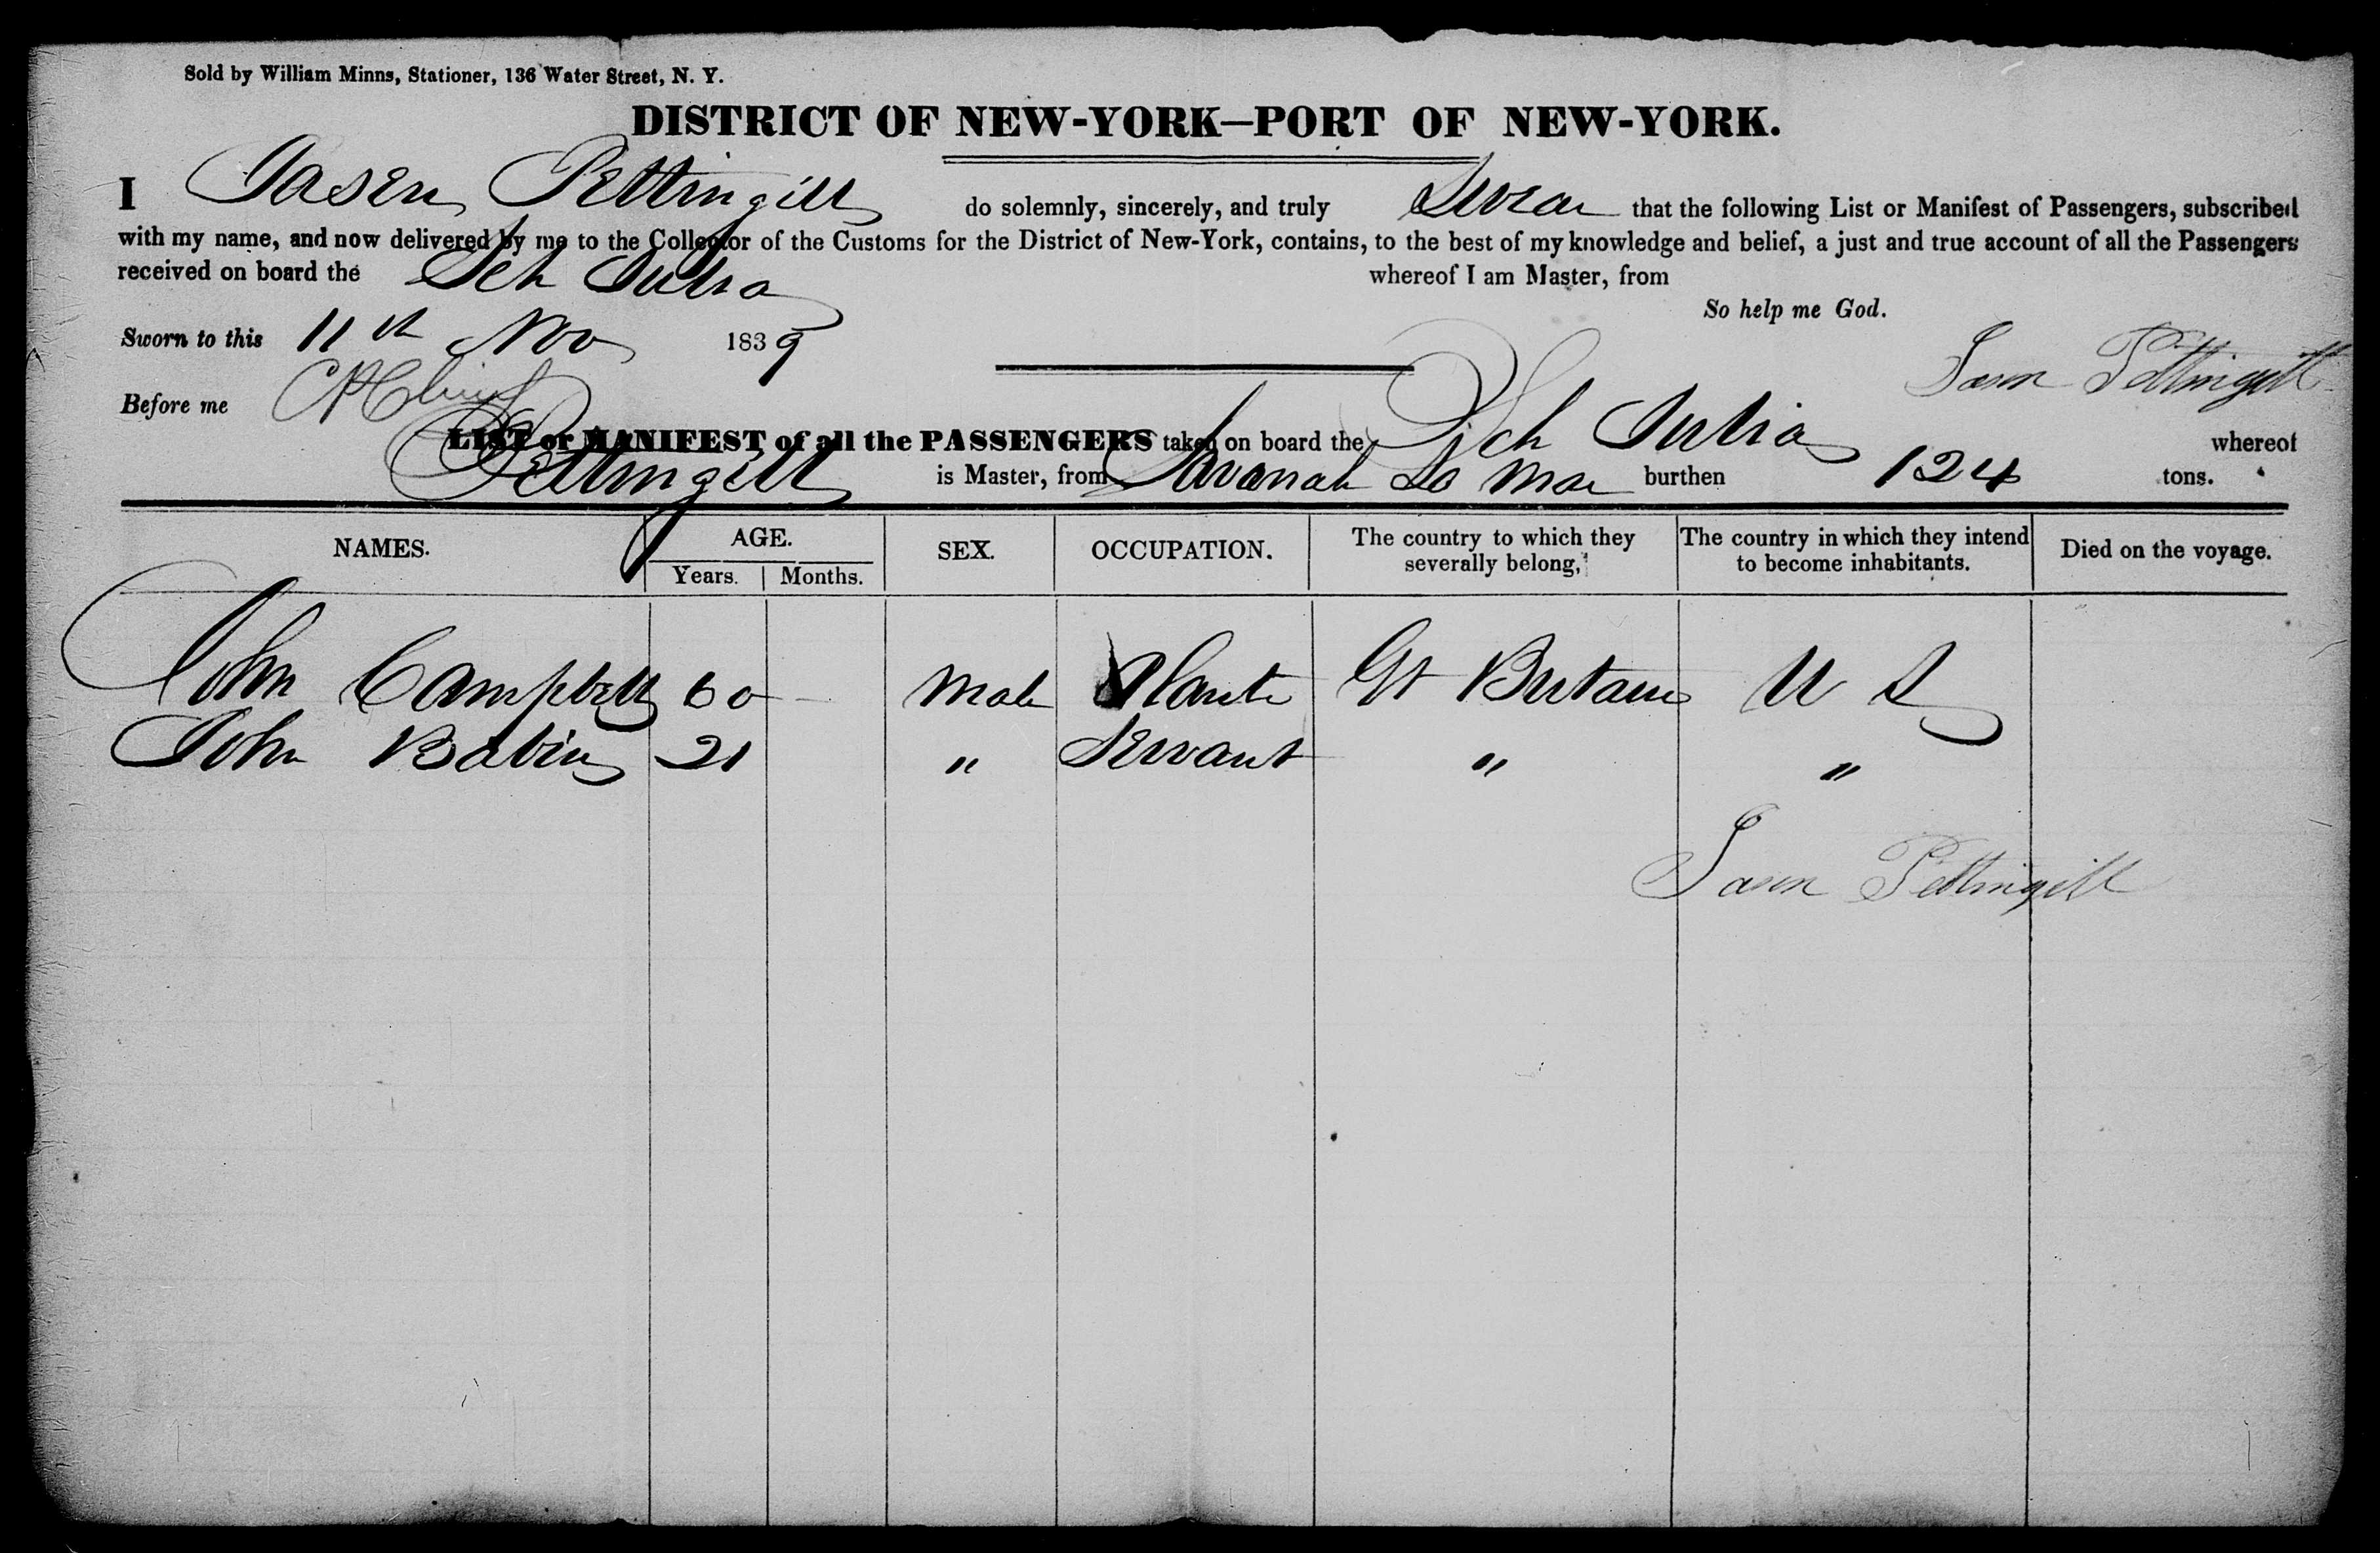 Sold by William Minns, Stationer, 136 Water Street, N. Y.
DISTRICT OF NEW-YORK—PORT OF NEW-YORK.
I Jasen Pettingill do solemnly, sincerely, and truly Swear that the following List or Manifest of Passengers, subscribed
with my name, and now delivered by me to the Collector of the Customs for the District of New-York, contains, to the best of my knowledge and belief, a just and true account of all the Passengers
received on board the Sch Julia whereof I am Master, from
So help me God.
Sworn to this 11th Nov 1839
Jason Pettingill
Before me
LIST or MANIFEST of all the PASSENGERS taken on board the Sch Julia whereof
Pettingill is Master, from Savanah La Mar burthen 124 tons.
NAMES. AGE. SEX. OCCUPATION. The country to which they severally belong, The country in which they intend to become inhabitants. Died on the voyage.
Years. Months.
John Campbell 60 Male Plante Gt Britain U S
John Babin 21 " Servant " "
Jason Pettingill